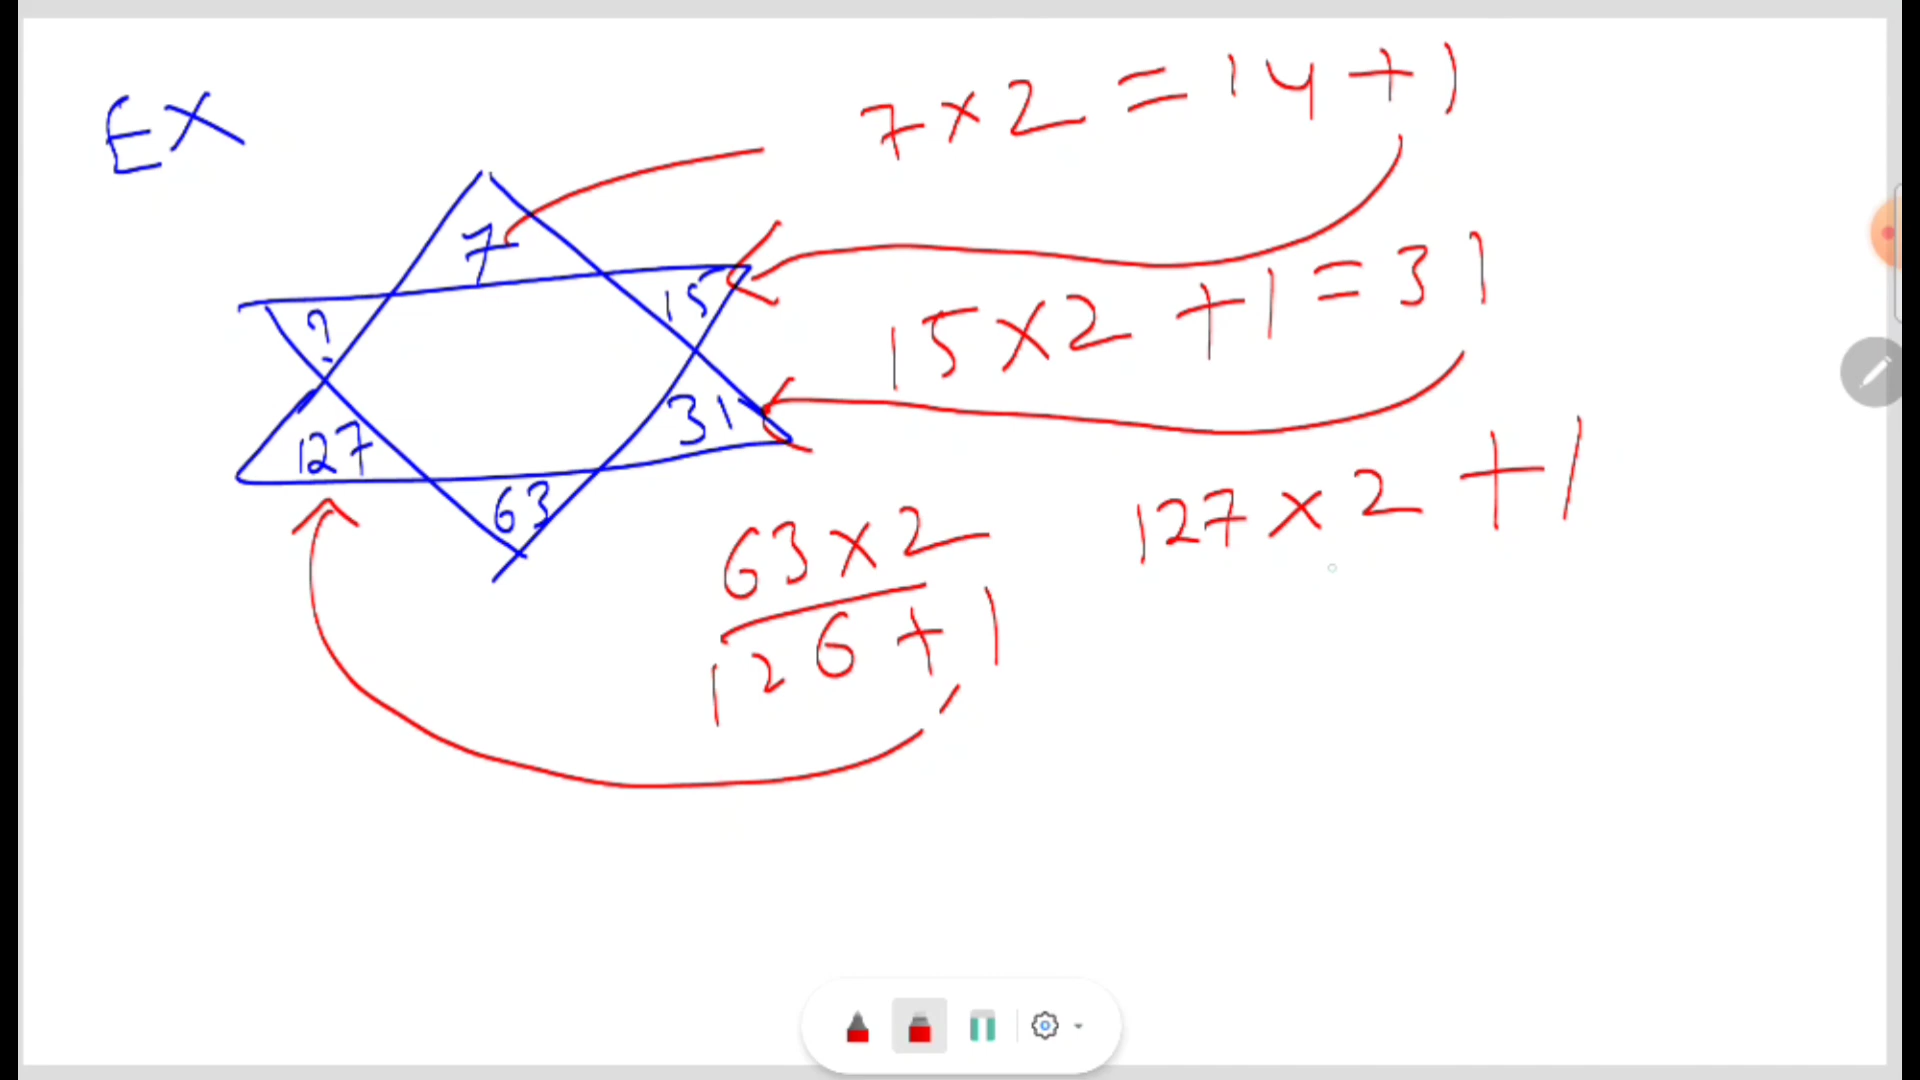 EX
7 × 2 = 14 + 1
7
15
?
15 × 2 + 1 = 31
31
127
63
127 × 2 + 1
63 × 2
126 + 1